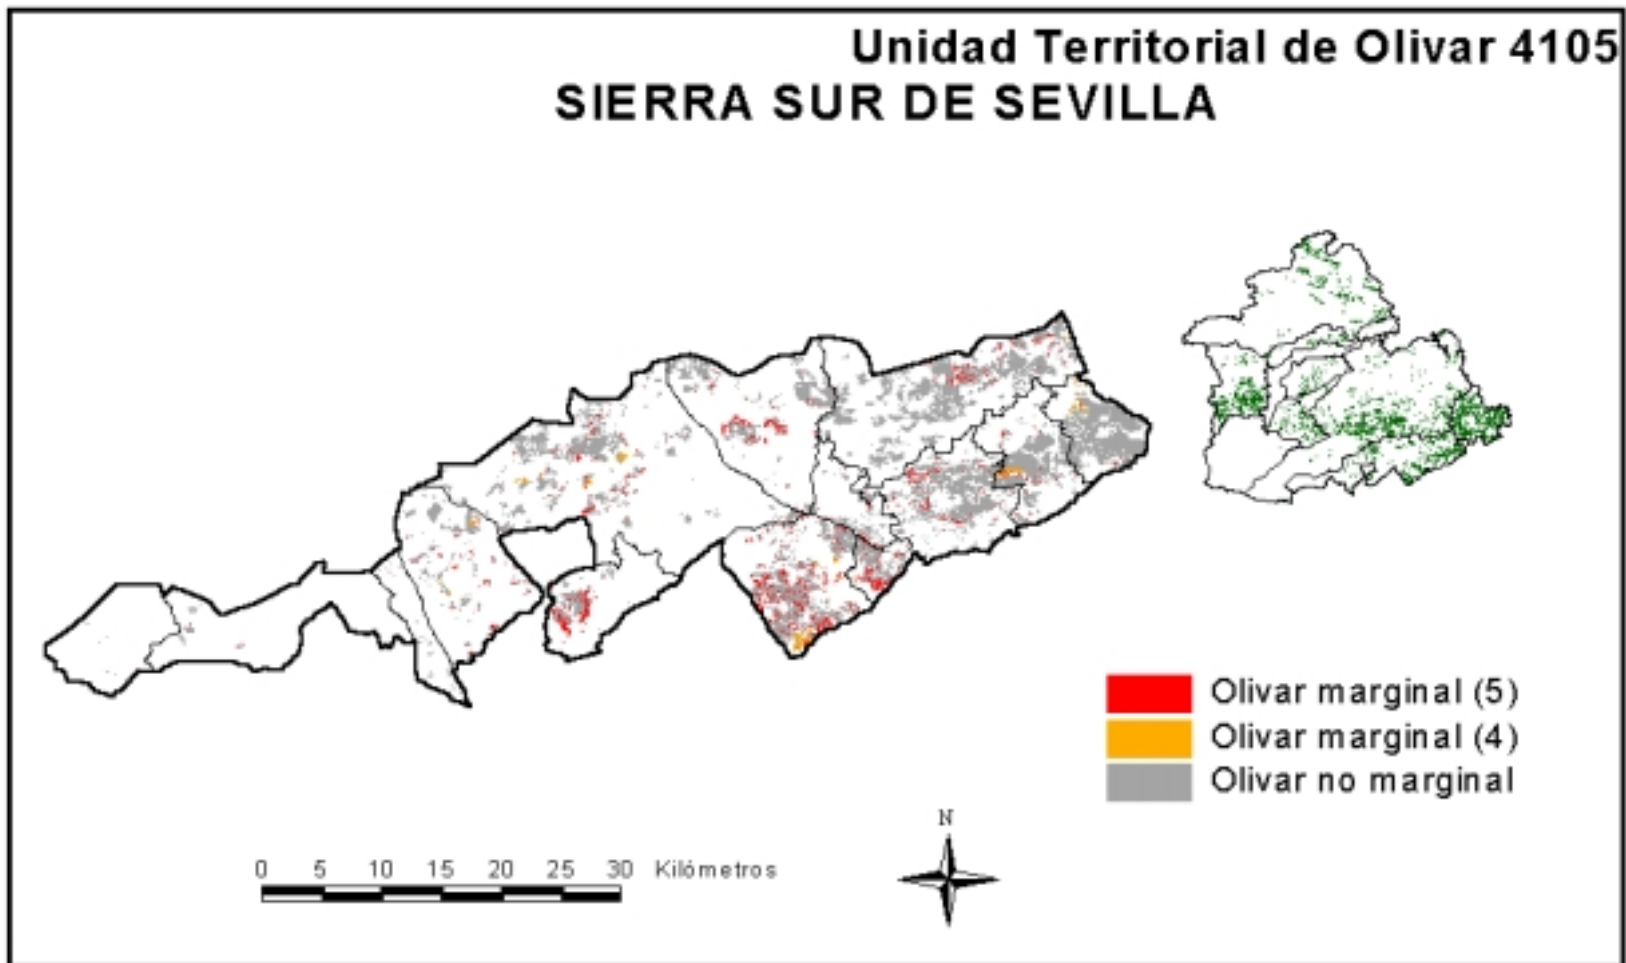 Unidad Territorial de Olivar 4105
SIERRA SUR DE SEVILLA
Olivar marginal (5)
Olivar marginal (4)
Olivar no marginal
N
0 5 10 15 20 25 30 Kilómetros